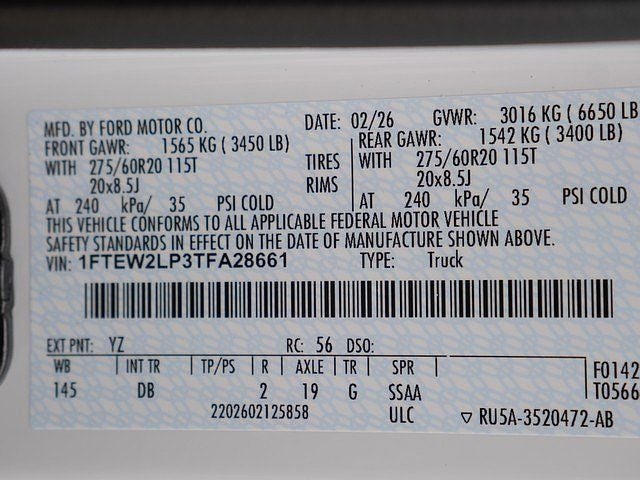 MFD. BY FORD MOTOR CO. DATE: 02/26 GVWR: 3016 KG ( 6650 LB
FRONT GAWR: 1565 KG ( 3450 LB) REAR GAWR: 1542 KG ( 3400 LB)
WITH 275/60R20 115T TIRES WITH 275/60R20 115T
20x8.5J RIMS 20x8.5J
AT 240 kPa/ 35 PSI COLD AT 240 kPa/ 35 PSI COLD
THIS VEHICLE CONFORMS TO ALL APPLICABLE FEDERAL MOTOR VEHICLE
SAFETY STANDARDS IN EFFECT ON THE DATE OF MANUFACTURE SHOWN ABOVE.
VIN: 1FTEW2LP3TFA28661 TYPE: Truck
EXT PNT: YZ RC: 56 DSO:
WB INT TR TP/PS R AXLE TR SPR F0142
145 DB 2 19 G SSAA T0566
2202602125858 ULC ▽ RU5A-3520472-AB